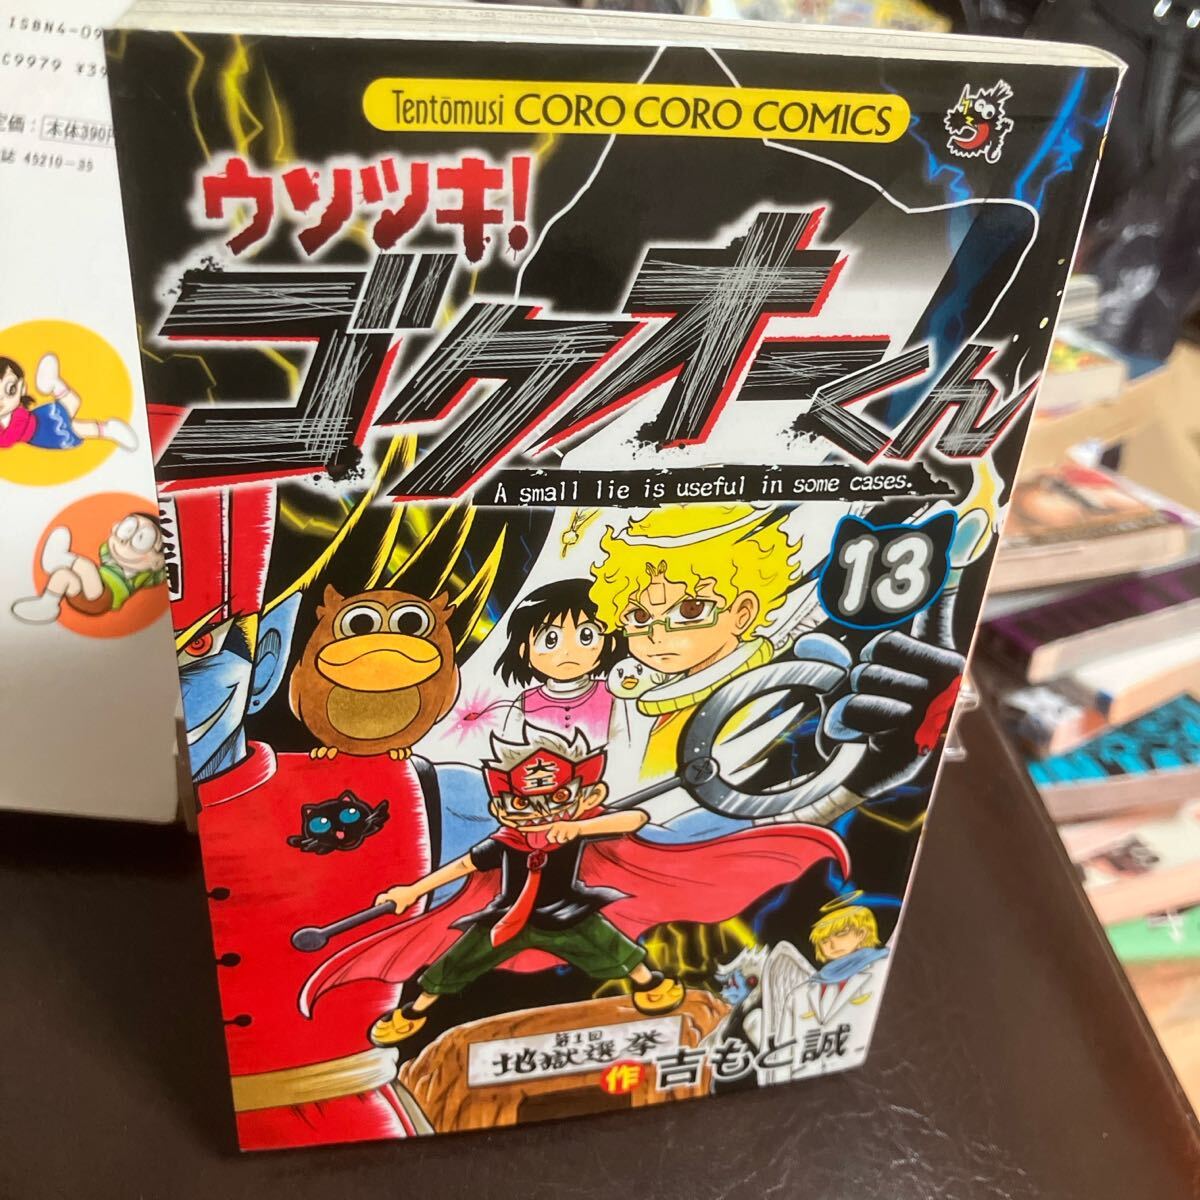 ISBN4-09
C9979 ¥39
定価：本体390円
誌 45210-35
Tentōmusi CORO CORO COMICS
ウソツキ!
ゴクオーくん
A small lie is useful in some cases.
13
大王
第1回
地獄選挙
作 吉もと誠